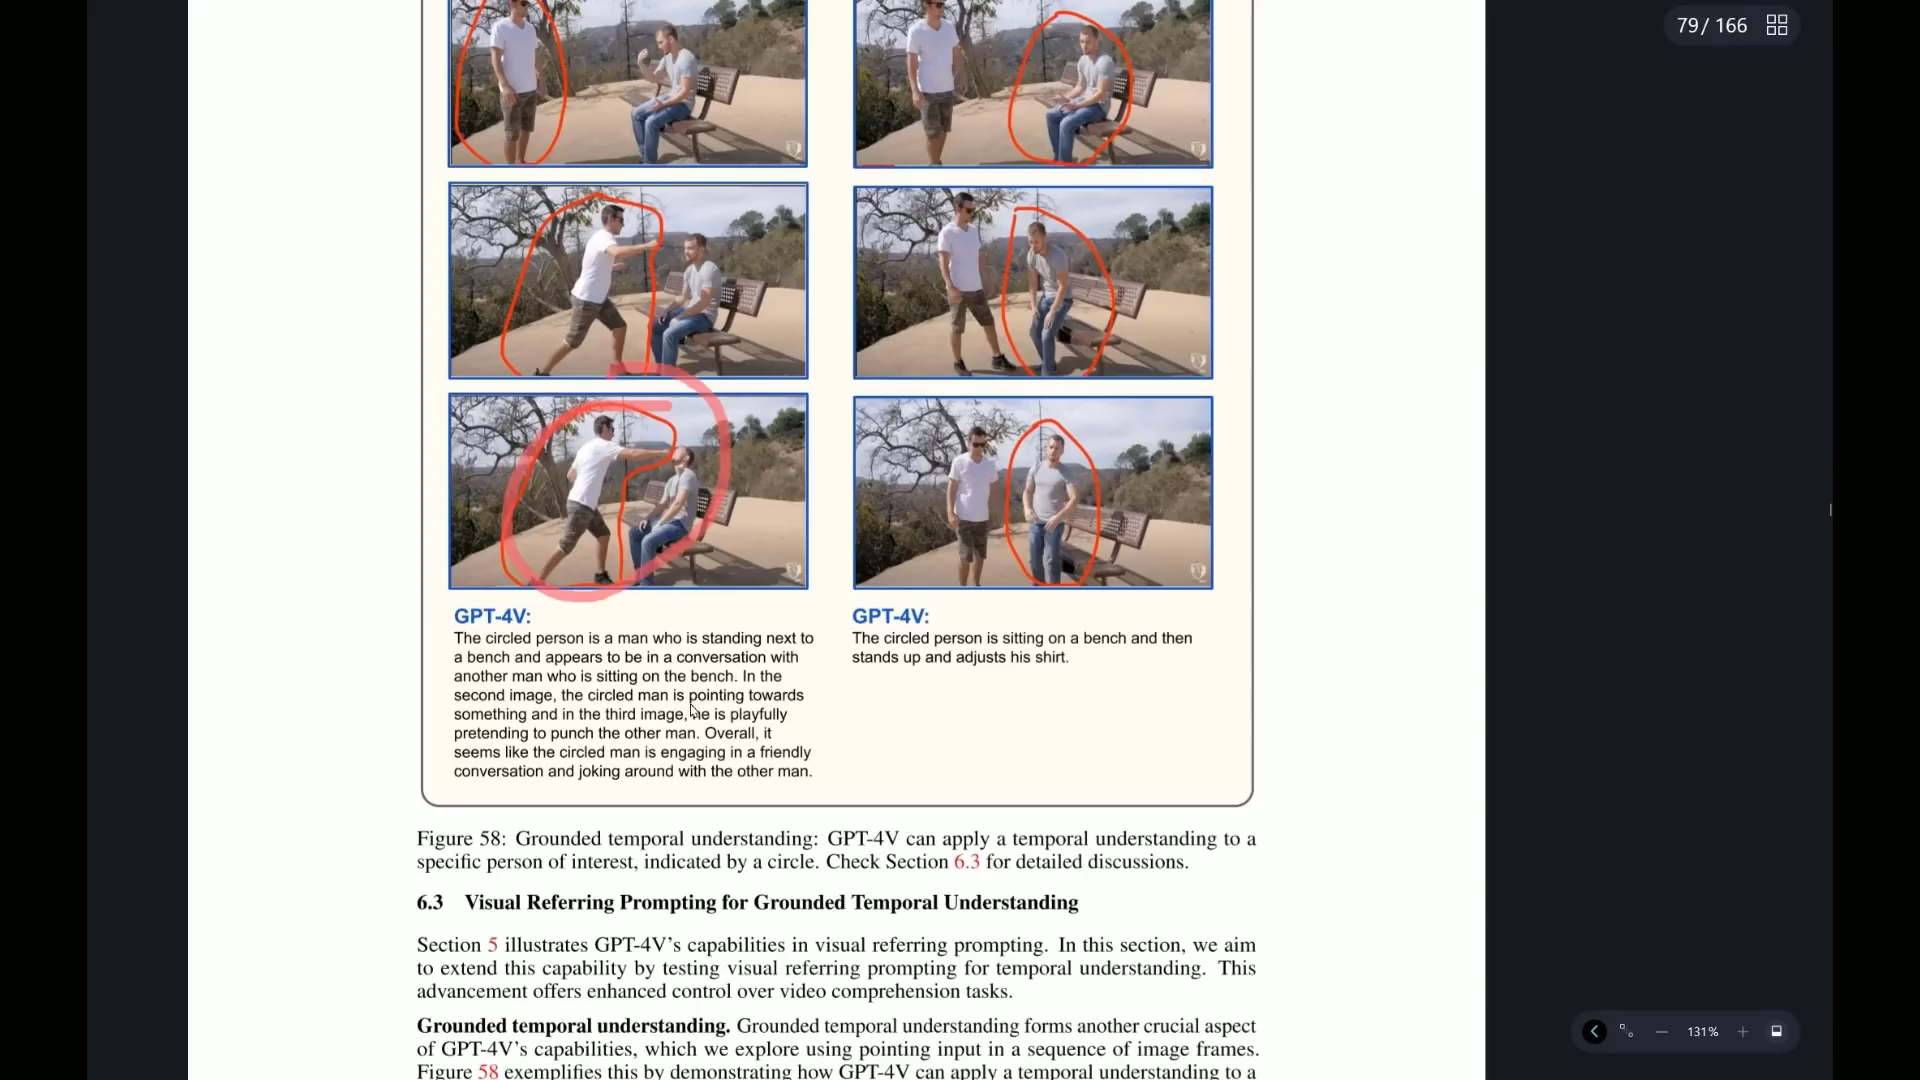 79/ 166
GPT-4V:
The circled person is a man who is standing next to
a bench and appears to be in a conversation with
another man who is sitting on the bench. In the
second image, the circled man is pointing towards
something and in the third image, he is playfully
pretending to punch the other man. Overall, it
seems like the circled man is engaging in a friendly
conversation and joking around with the other man.
GPT-4V:
The circled person is sitting on a bench and then
stands up and adjusts his shirt.
Figure 58: Grounded temporal understanding: GPT-4V can apply a temporal understanding to a
specific person of interest, indicated by a circle. Check Section 6.3 for detailed discussions.
6.3 Visual Referring Prompting for Grounded Temporal Understanding
Section 5 illustrates GPT-4V's capabilities in visual referring prompting. In this section, we aim
to extend this capability by testing visual referring prompting for temporal understanding. This
advancement offers enhanced control over video comprehension tasks.
Grounded temporal understanding. Grounded temporal understanding forms another crucial aspect
of GPT-4V's capabilities, which we explore using pointing input in a sequence of image frames.
Figure 58 exemplifies this by demonstrating how GPT-4V can apply a temporal understanding to a
131%